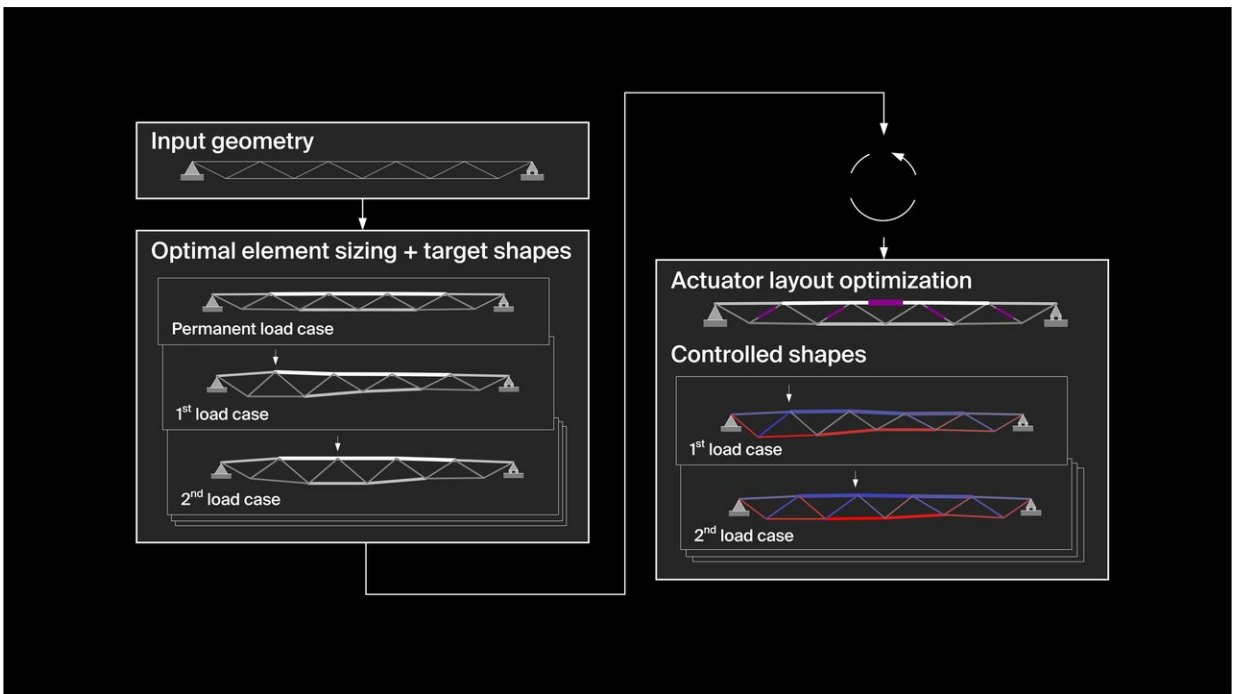 Input geometry
Optimal element sizing + target shapes
Permanent load case
1st load case
2nd load case
Actuator layout optimization
Controlled shapes
1st load case
2nd load case